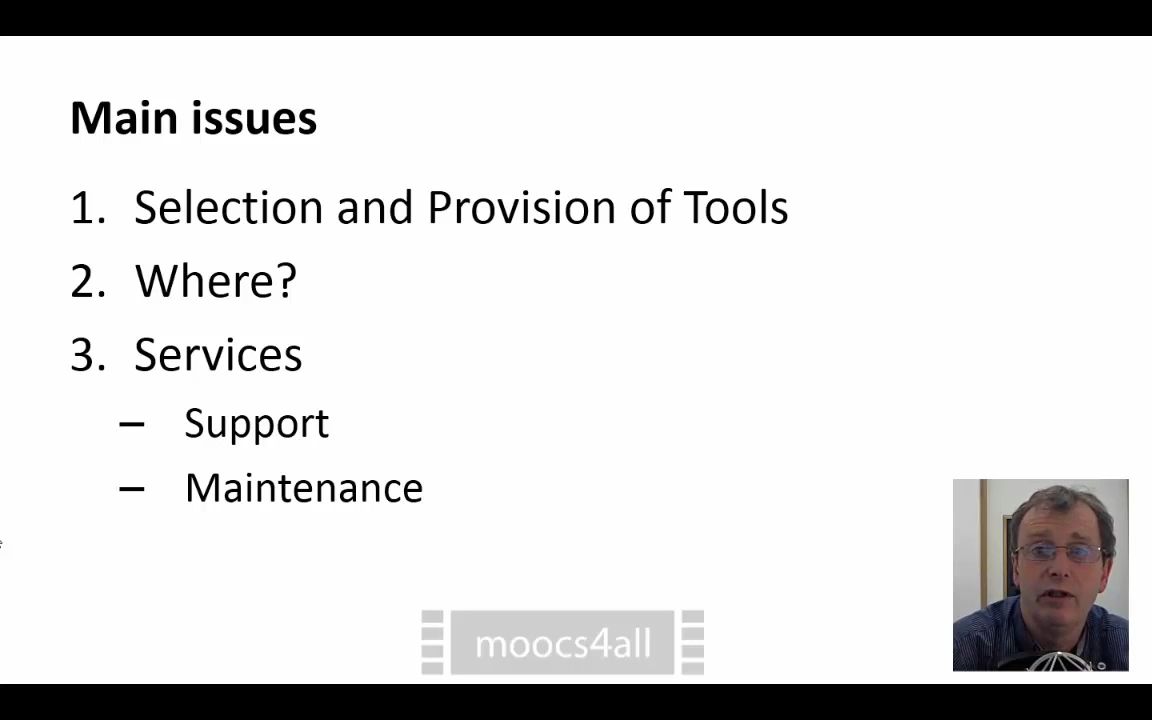 Main issues
1. Selection and Provision of Tools
2. Where?
3. Services
– Support
– Maintenance
moocs4all